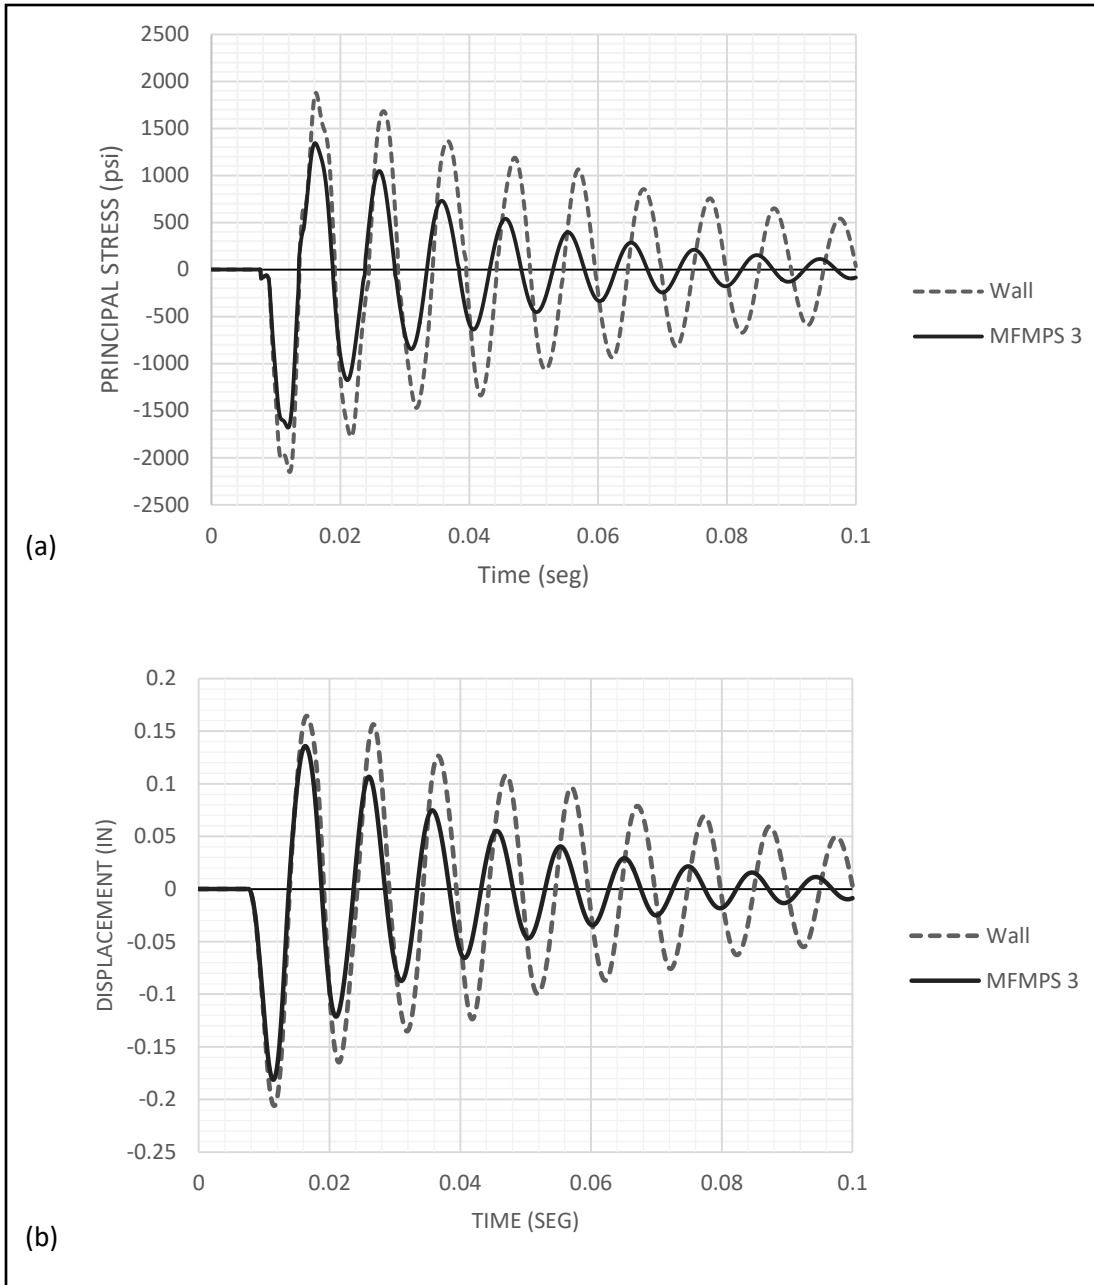 2500
2000
1500
1000
500
0
-500
-1000
-1500
-2000
-2500
PRINCIPAL STRESS (psi)
0 0.02 0.04 0.06 0.08 0.1
Time (seg)
Wall
MFMPS 3
(a)
0.2
0.15
0.1
0.05
0
-0.05
-0.1
-0.15
-0.2
-0.25
DISPLACEMENT (IN)
0 0.02 0.04 0.06 0.08 0.1
TIME (SEG)
Wall
MFMPS 3
(b)